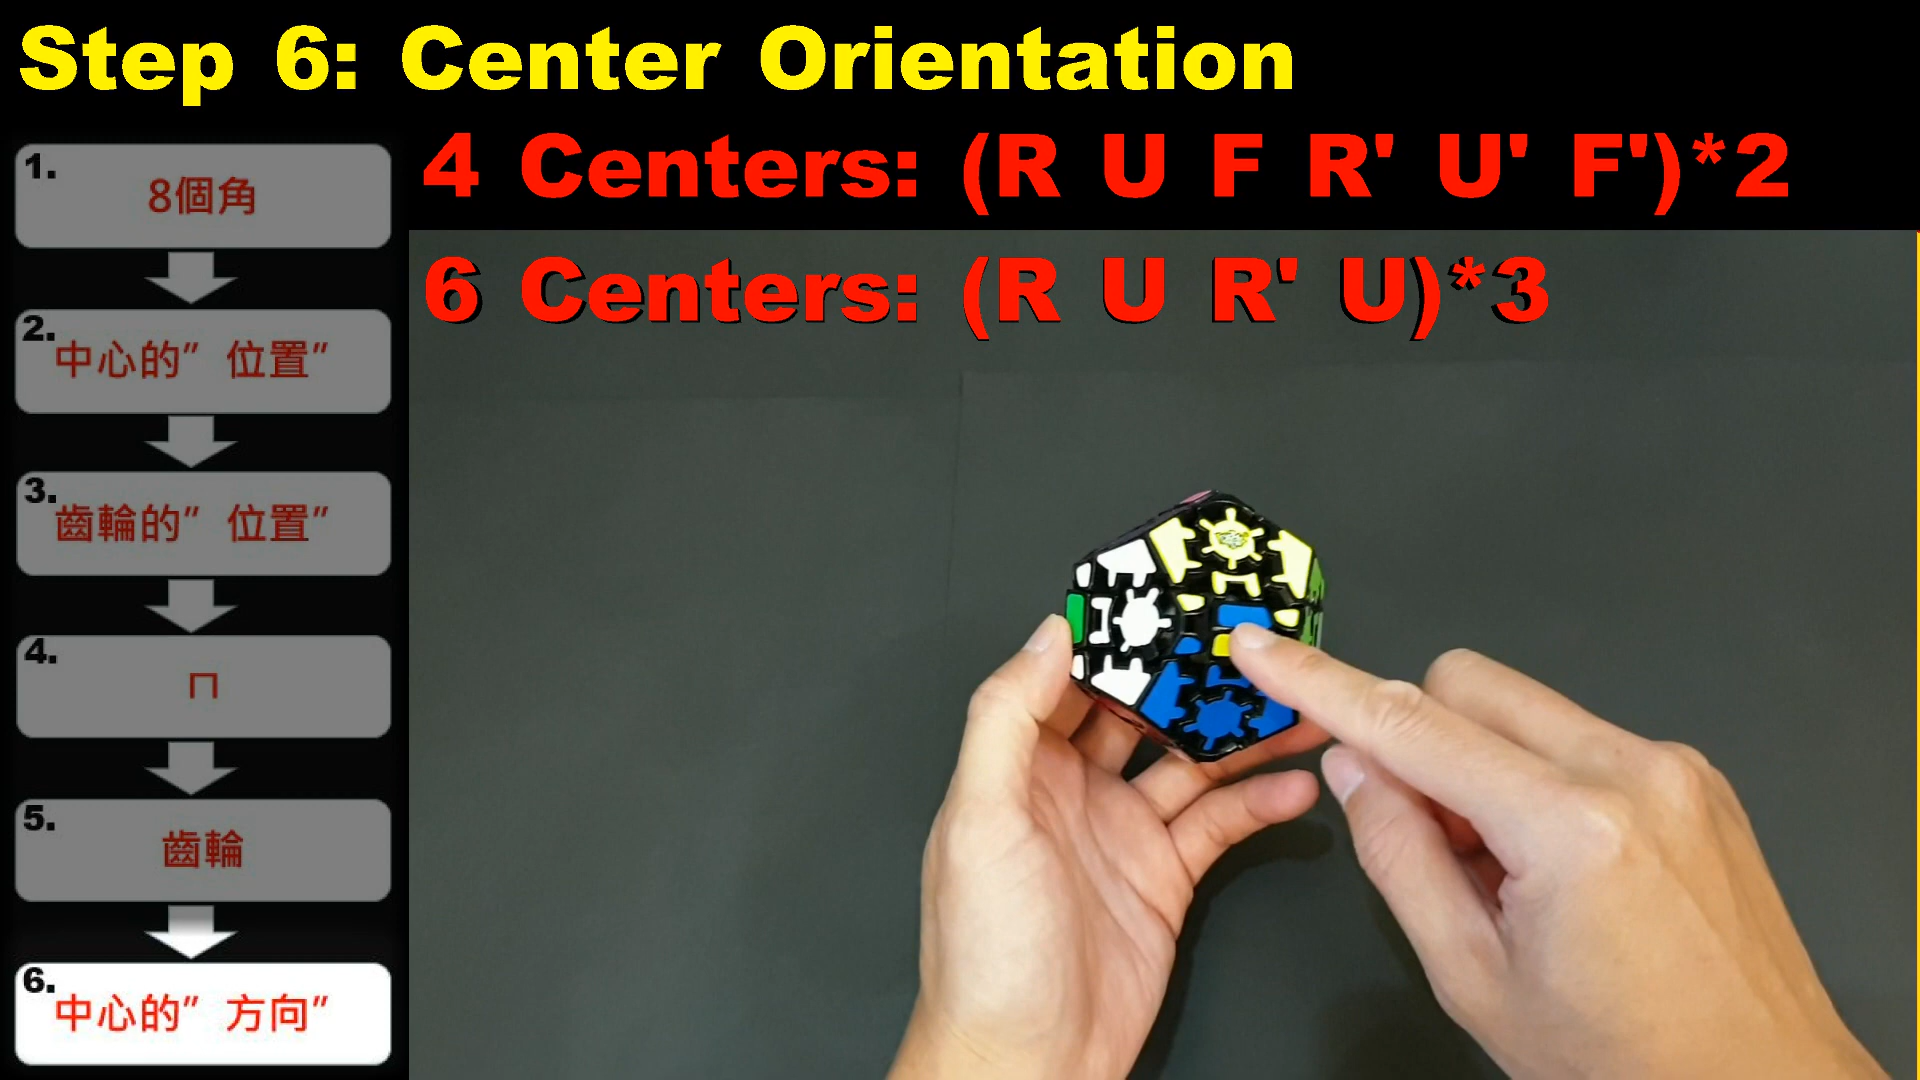 Step 6: Center Orientation
4 Centers: (R U F R' U' F')*2
6 Centers: (R U R' U)*3
1.
8個角
2.
中心的”位置”
3.
齒輪的”位置”
4.
ㄇ
5.
齒輪
6.
中心的”方向”